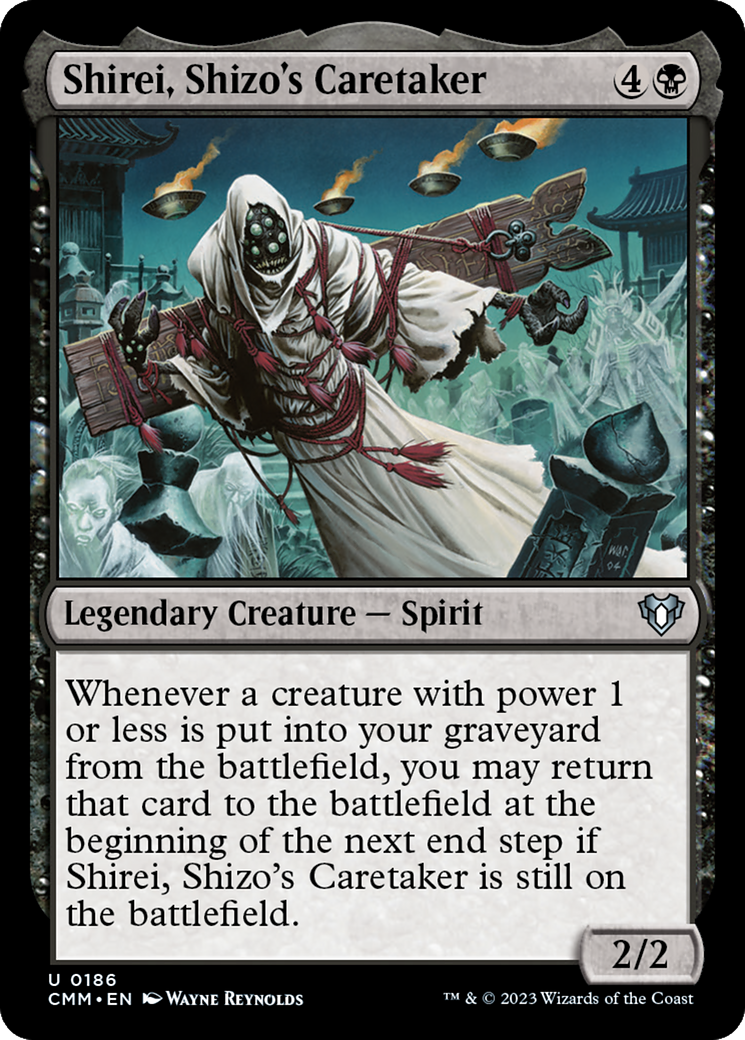 Shirei, Shizo's Caretaker 4
Legendary Creature — Spirit
Whenever a creature with power 1
or less is put into your graveyard
from the battlefield, you may return
that card to the battlefield at the
beginning of the next end step if
Shirei, Shizo's Caretaker is still on
the battlefield.
2/2
U 0186
CMM • EN Wayne Reynolds
™ & © 2023 Wizards of the Coast